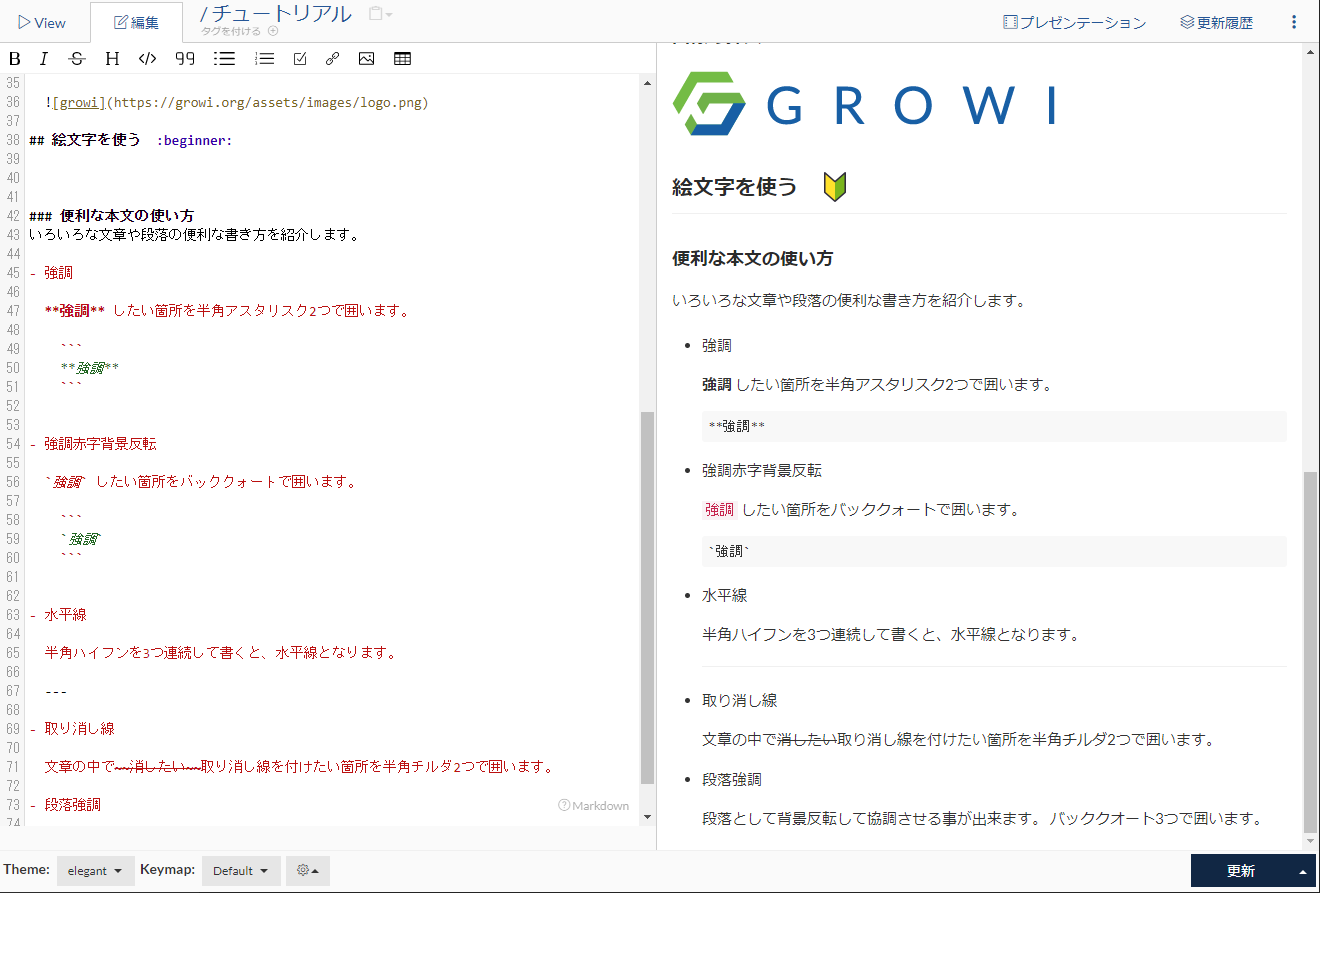 View
編集
/ チュートリアル
タグを付ける
プレゼンテーション
更新履歴
B I S H </> 99
35
36 ![growi](https://growi.org/assets/images/logo.png)
37
38 ## 絵文字を使う :beginner:
39
40
41
42 ### 便利な本文の使い方
43 いろいろな文章や段落の便利な書き方を紹介します。
44
45 - 強調
46
47 **強調** したい箇所を半角アスタリスク2つで囲います。
48
49 ```
50 **強調**
51 ```
52
53
54 - 強調赤字背景反転
55
56 `強調` したい箇所をバッククォートで囲います。
57
58 ```
59 `強調`
60 ```
61
62
63 - 水平線
64
65 半角ハイフンを3つ連続して書くと、水平線となります。
66
67 ---
68
69 - 取り消し線
70
71 文章の中で~~消したい~~取り消し線を付けたい箇所を半角チルダ2つで囲います。
72
73 - 段落強調
74
Markdown
GROWI
絵文字を使う
便利な本文の使い方
いろいろな文章や段落の便利な書き方を紹介します。
強調
強調 したい箇所を半角アスタリスク2つで囲います。
**強調**
強調赤字背景反転
強調 したい箇所をバッククォートで囲います。
`強調`
水平線
半角ハイフンを3つ連続して書くと、水平線となります。
取り消し線
文章の中で消したい取り消し線を付けたい箇所を半角チルダ2つで囲います。
段落強調
段落として背景反転して協調させる事が出来ます。 バッククオート3つで囲います。
Theme: elegant Keymap: Default
更新